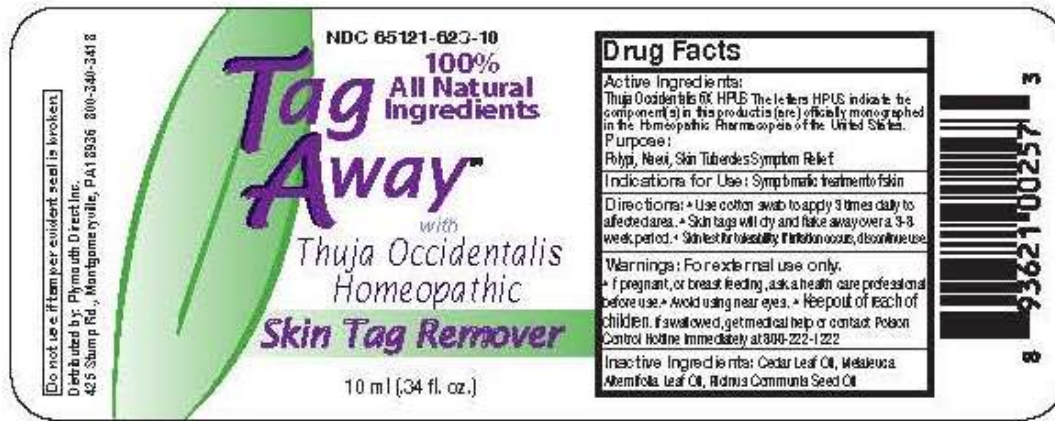 Do not use if tamper evident seal is broken.
Distributed by: Plymouth Direct Inc.
425 Stump Rd., Montgomeryville, PA 18936 800-340-3418
NDC 65121-623-10
100%
All Natural
Ingredients
Tag
Away™
with
Thuja Occidentalis
Homeopathic
Skin Tag Remover
10 ml (.34 fl. oz.)
Drug Facts
Active Ingredients:
Thuja Occidentalis 6X HPUS The letters HPUS indicate the
component(s) in this product is (are) officially monographed
in the Homeopathic Pharmacopeia of the United States.
Purpose:
Polypi, Naevi, Skin Tubercles Symptom Relief
Indications for Use: Symptomatic treatment of skin
Directions: • Use cotton swab to apply 3 times daily to
affected area. • Skin tags will dry and flake away over a 3-8
week period. • Skin test for tolerability. If irritation occurs, discontinue use.
Warnings: For external use only.
• If pregnant, or breast feeding, ask a health care professional
before use. • Avoid using near eyes. • Keep out of reach of
children. If swallowed, get medical help or contact Poison
Control Hotline immediately at 800-222-1222
Inactive Ingredients: Cedar Leaf Oil, Melaleuca
Alternifolia Leaf Oil, Ricinus Communis Seed Oil
8 93621 00257 3